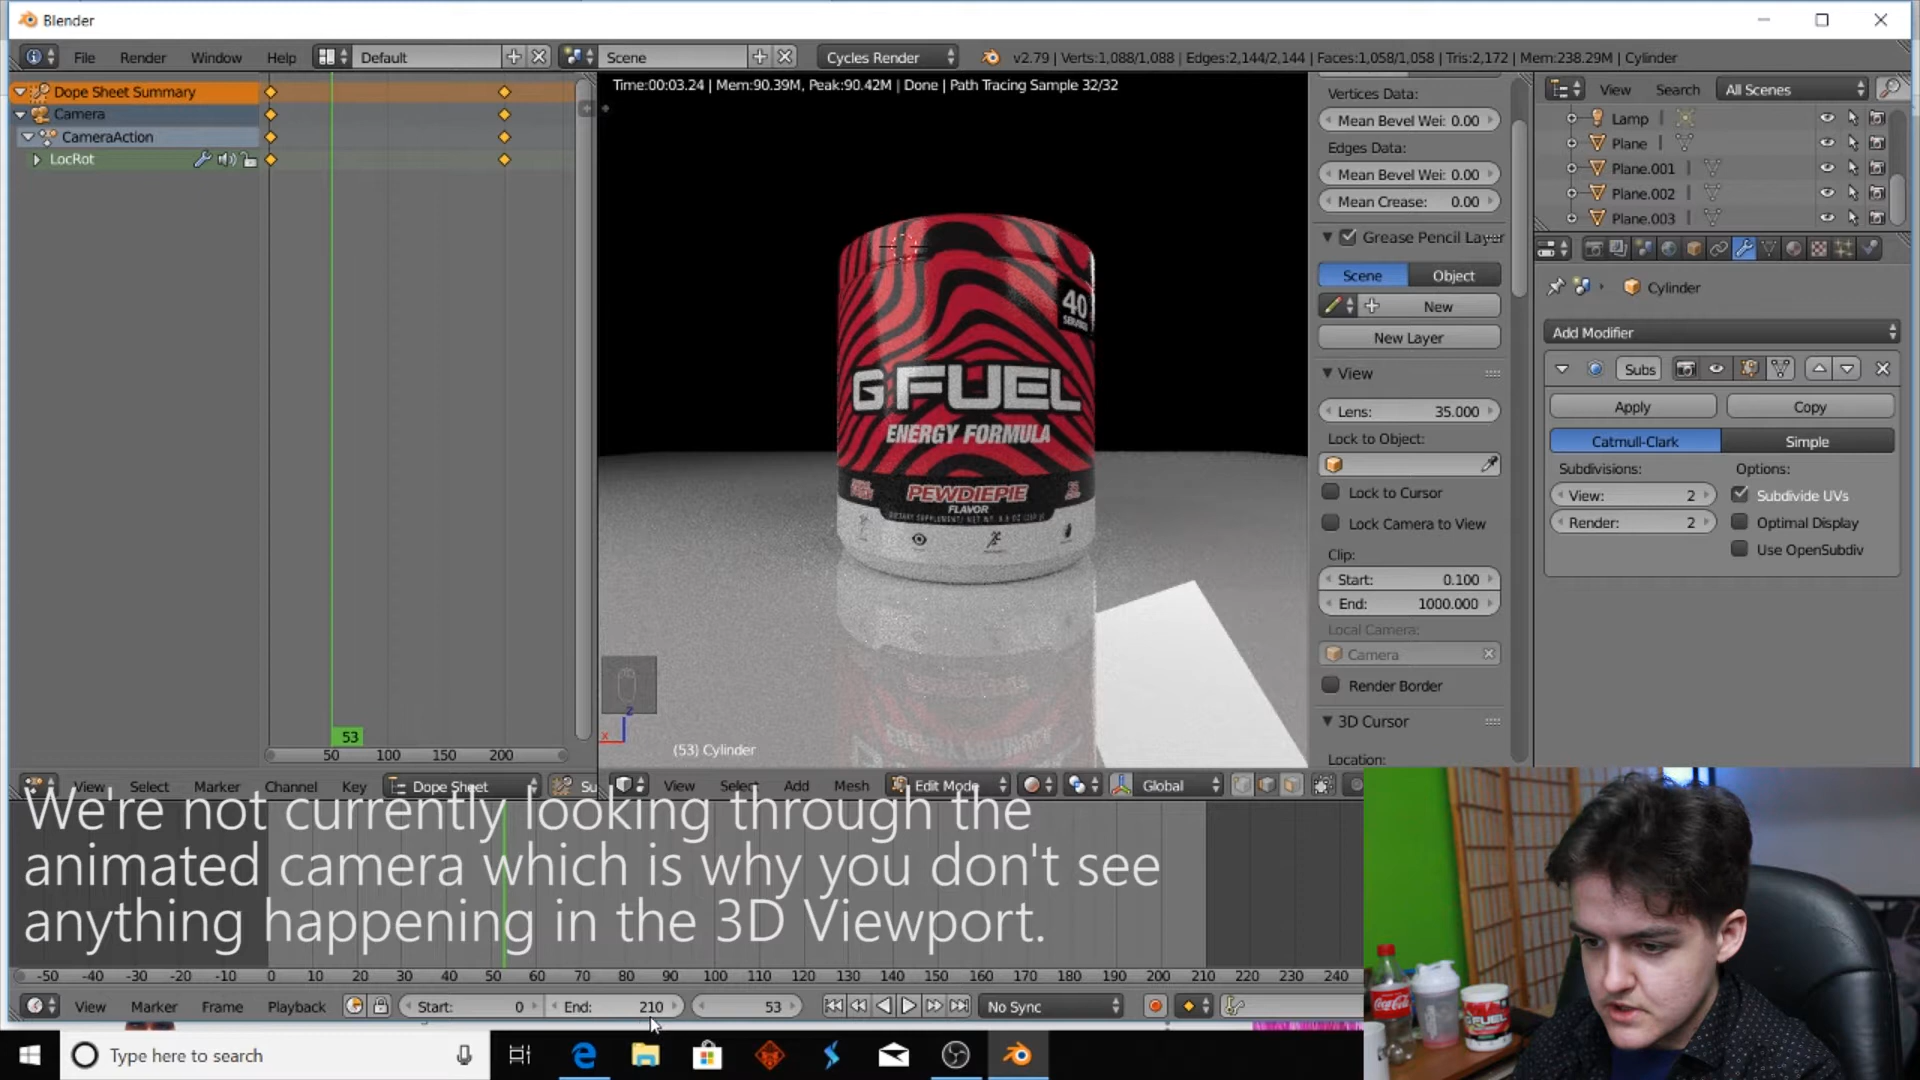 Blender
File Render Window Help Default Scene Cycles Render v2.79 | Verts:1,088/1,088 | Edges:2,144/2,144 | Faces:1,058/1,058 | Tris:2,172 | Mem:238.29M | Cylinder
Dope Sheet Summary
Camera
CameraAction
LocRot
53
50 100 150 200
View Select Marker Channel Key Dope Sheet Su
Time:00:03.24 | Mem:90.39M, Peak:90.42M | Done | Path Tracing Sample 32/32
40
G FUEL
ENERGY FORMULA
PEWDIEPIE
FLAVOR
(53) Cylinder
View Select Add Mesh Edit Mode Global
Vertices Data:
Mean Bevel Wei: 0.00
Edges Data:
Mean Bevel Wei: 0.00
Mean Crease: 0.00
Grease Pencil Layer
Scene Object
New
New Layer
View
Lens: 35.000
Lock to Object:
Lock to Cursor
Lock Camera to View
Clip:
Start: 0.100
End: 1000.000
Local Camera:
Camera
Render Border
3D Cursor
Location:
View Search All Scenes
Lamp
Plane
Plane.001
Plane.002
Plane.003
Cylinder
Add Modifier
Subs
Apply Copy
Catmull-Clark Simple
Subdivisions: Options:
View: 2 Subdivide UVs
Render: 2 Optimal Display
Use OpenSubdiv
We're not currently looking through the
animated camera which is why you don't see
anything happening in the 3D Viewport.
-50 -40 -30 -20 -10 0 10 20 30 40 50 60 70 80 90 100 110 120 130 140 150 160 170 180 190 200 210 220 230 240
View Marker Frame Playback Start: 0 End: 210 53 No Sync
Type here to search
Coca-Cola
G FUEL